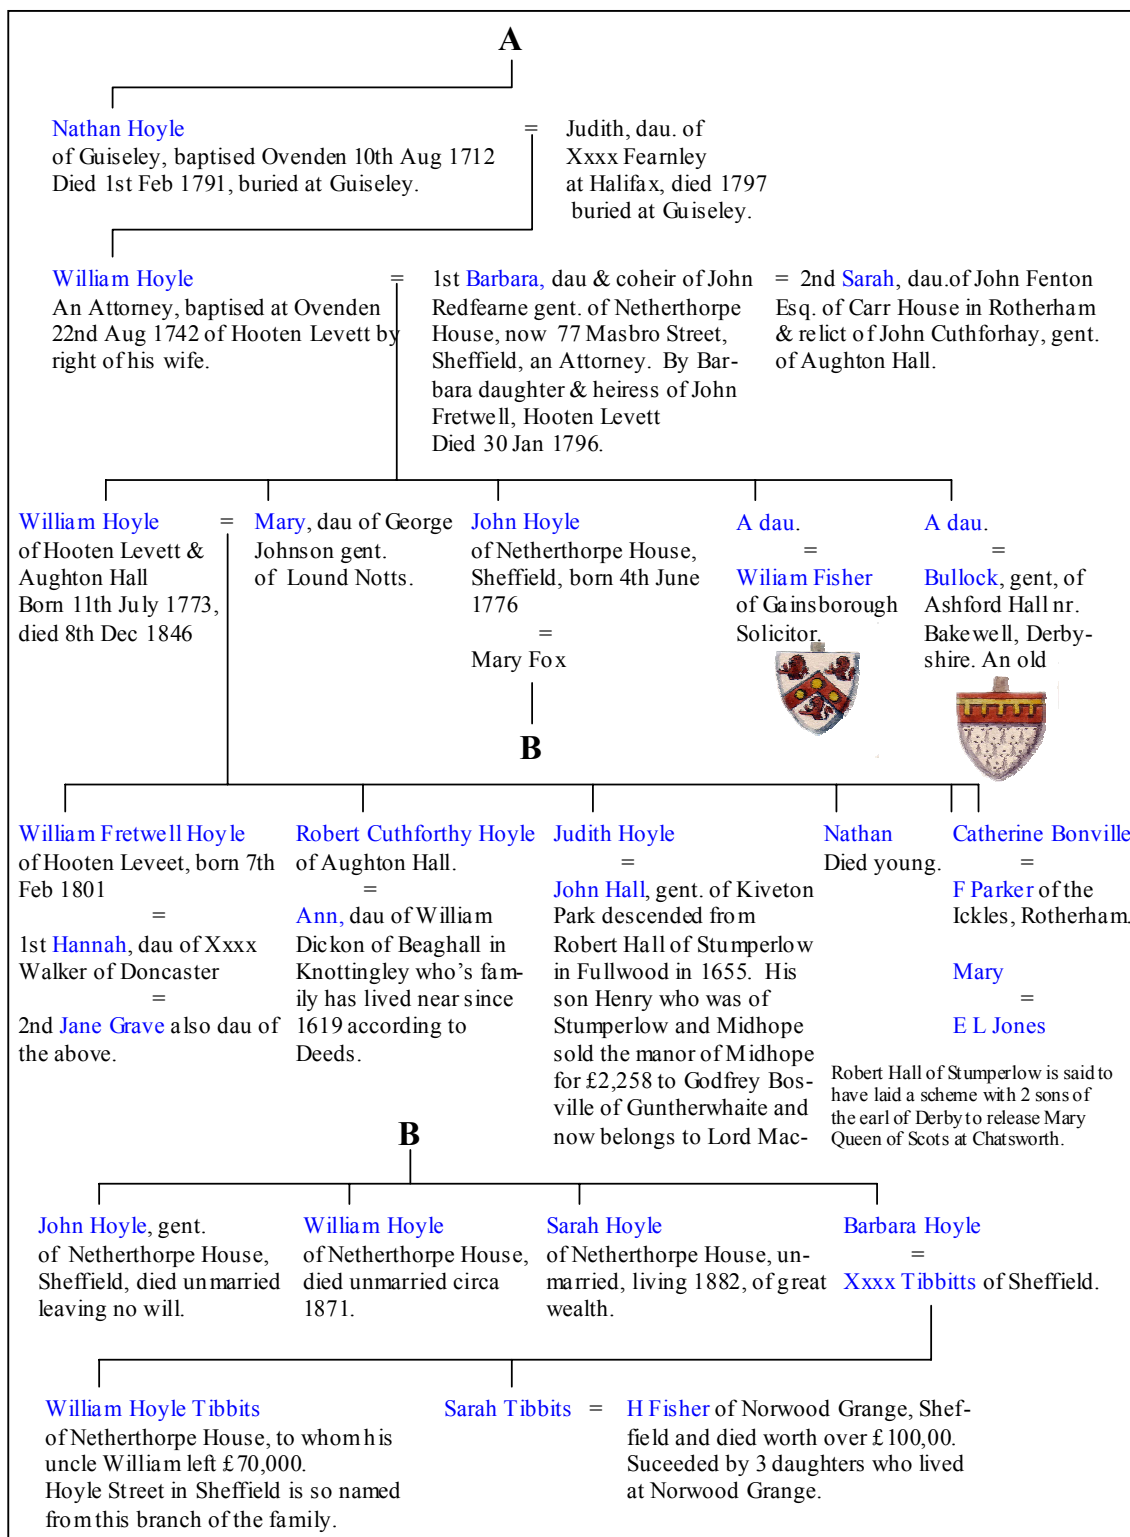 A
Nathan Hoyle
of Guiseley, baptised Ovenden 10th Aug 1712
Died 1st Feb 1791, buried at Guiseley.
=
Judith, dau. of
Xxxx Fearnley
at Halifax, died 1797
buried at Guiseley.
William Hoyle
An Attorney, baptised at Ovenden
22nd Aug 1742 of Hooten Levett by
right of his wife.
=
1st Barbara, dau & coheir of John
Redfearne gent. of Netherthorpe
House, now 77 Masbro Street,
Sheffield, an Attorney. By Bar-
bara daughter & heiress of John
Fretwell, Hooten Levett
Died 30 Jan 1796.
= 2nd Sarah, dau.of John Fenton
Esq. of Carr House in Rotherham
& relict of John Cuthforhay, gent.
of Aughton Hall.
William Hoyle
of Hooten Levett &
Aughton Hall
Born 11th July 1773,
died 8th Dec 1846
=
Mary, dau of George
Johnson gent.
of Lound Notts.
John Hoyle
of Netherthorpe House,
Sheffield, born 4th June
1776
=
Mary Fox
A dau.
=
Wiliam Fisher
of Gainsborough
Solicitor.
A dau.
=
Bullock, gent, of
Ashford Hall nr.
Bakewell, Derby-
shire. An old
B
William Fretwell Hoyle
of Hooten Leveet, born 7th
Feb 1801
=
1st Hannah, dau of Xxxx
Walker of Doncaster
=
2nd Jane Grave also dau of
the above.
Robert Cuthforthy Hoyle
of Aughton Hall.
=
Ann, dau of William
Dickon of Beaghall in
Knottingley who's fam-
ily has lived near since
1619 according to
Deeds.
Judith Hoyle
=
John Hall, gent. of Kiveton
Park descended from
Robert Hall of Stumperlow
in Fullwood in 1655. His
son Henry who was of
Stumperlow and Midhope
sold the manor of Midhope
for £2,258 to Godfrey Bos-
ville of Guntherwhaite and
now belongs to Lord Mac-
Nathan
Died young.
Catherine Bonville
=
F Parker of the
Ickles, Rotherham.
Mary
=
E L Jones
Robert Hall of Stumperlow is said to
have laid a scheme with 2 sons of
the earl of Derby to release Mary
Queen of Scots at Chatsworth.
B
John Hoyle, gent.
of Netherthorpe House,
Sheffield, died unmarried
leaving no will.
William Hoyle
of Netherthorpe House,
died unmarried circa
1871.
Sarah Hoyle
of Netherthorpe House, un-
married, living 1882, of great
wealth.
Barbara Hoyle
=
Xxxx Tibbitts of Sheffield.
William Hoyle Tibbits
of Netherthorpe House, to whom his
uncle William left £70,000.
Hoyle Street in Sheffield is so named
from this branch of the family.
Sarah Tibbits
=
H Fisher of Norwood Grange, Shef-
field and died worth over £100,00.
Suceeded by 3 daughters who lived
at Norwood Grange.